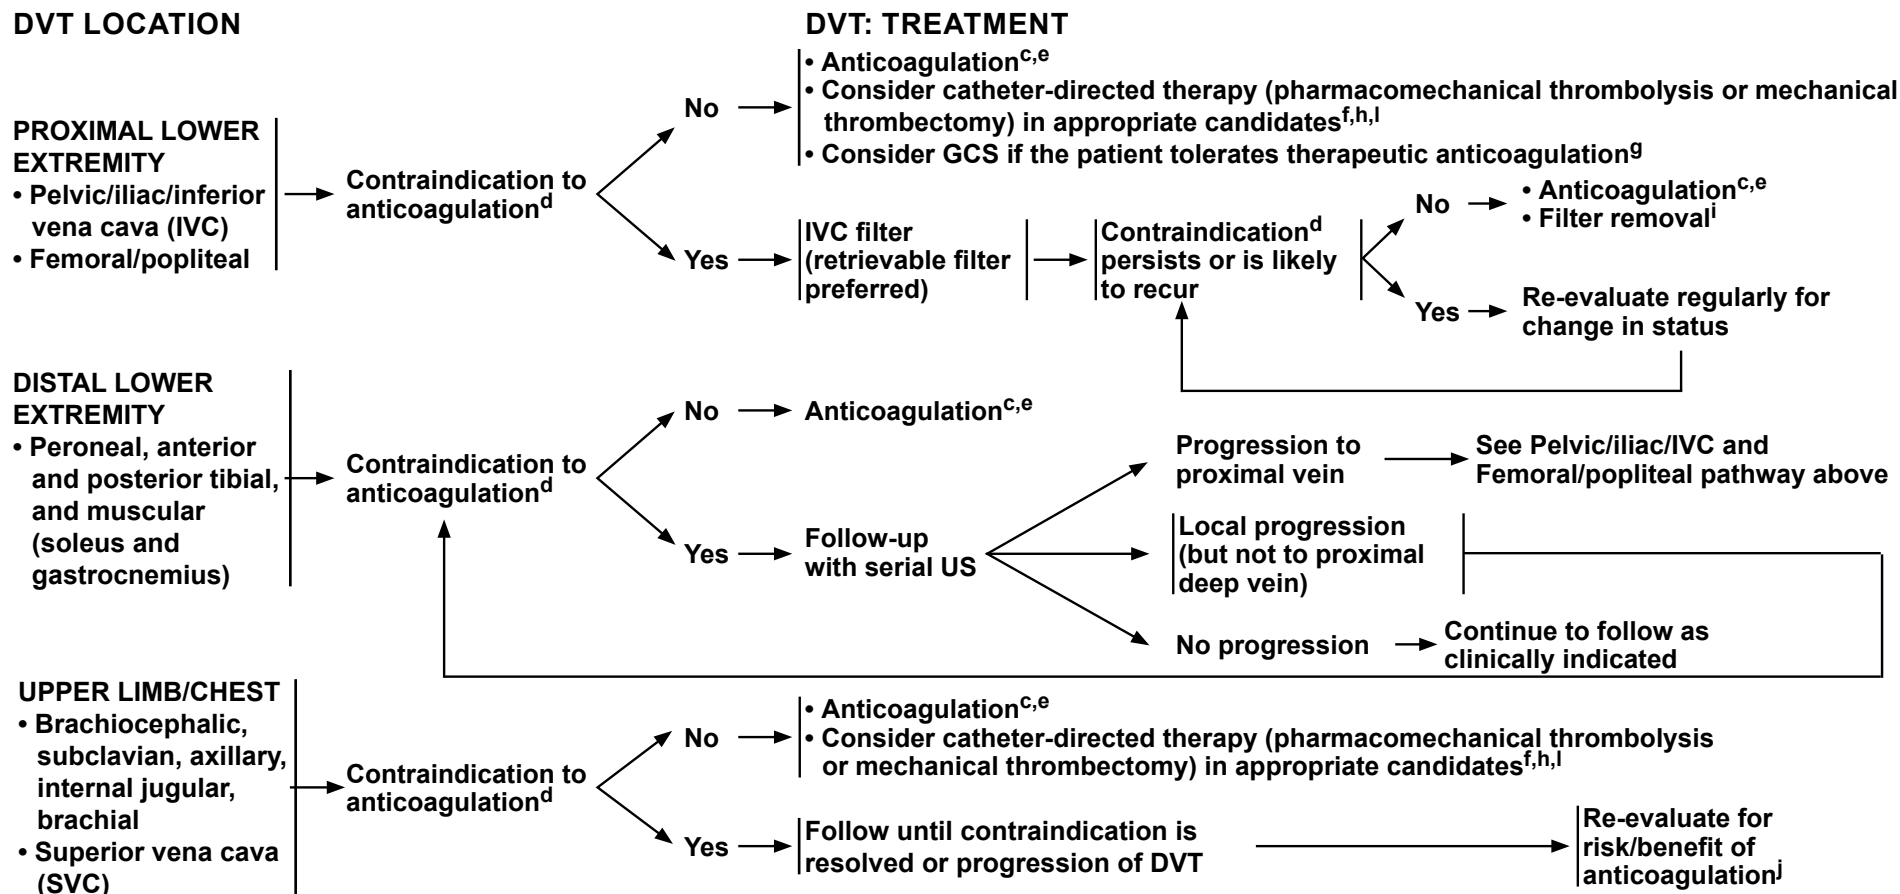 DVT LOCATION
DVT: TREATMENT
PROXIMAL LOWER
EXTREMITY
• Pelvic/iliac/inferior
vena cava (IVC)
• Femoral/popliteal
Contraindication to
anticoagulationd
No
• Anticoagulationc,e
• Consider catheter-directed therapy (pharmacomechanical thrombolysis or mechanical
thrombectomy) in appropriate candidatesf,h,l
• Consider GCS if the patient tolerates therapeutic anticoagulationg
Yes
IVC filter
(retrievable filter
preferred)
Contraindicationd
persists or is likely
to recur
No
• Anticoagulationc,e
• Filter removali
Yes
Re-evaluate regularly for
change in status
DISTAL LOWER
EXTREMITY
• Peroneal, anterior
and posterior tibial,
and muscular
(soleus and
gastrocnemius)
Contraindication to
anticoagulationd
No
Anticoagulationc,e
Yes
Follow-up
with serial US
Progression to
proximal vein
See Pelvic/iliac/IVC and
Femoral/popliteal pathway above
Local progression
(but not to proximal
deep vein)
No progression
Continue to follow as
clinically indicated
UPPER LIMB/CHEST
• Brachiocephalic,
subclavian, axillary,
internal jugular,
brachial
• Superior vena cava
(SVC)
Contraindication to
anticoagulationd
No
• Anticoagulationc,e
• Consider catheter-directed therapy (pharmacomechanical thrombolysis
or mechanical thrombectomy) in appropriate candidatesf,h,l
Yes
Follow until contraindication is
resolved or progression of DVT
Re-evaluate for
risk/benefit of
anticoagulationj